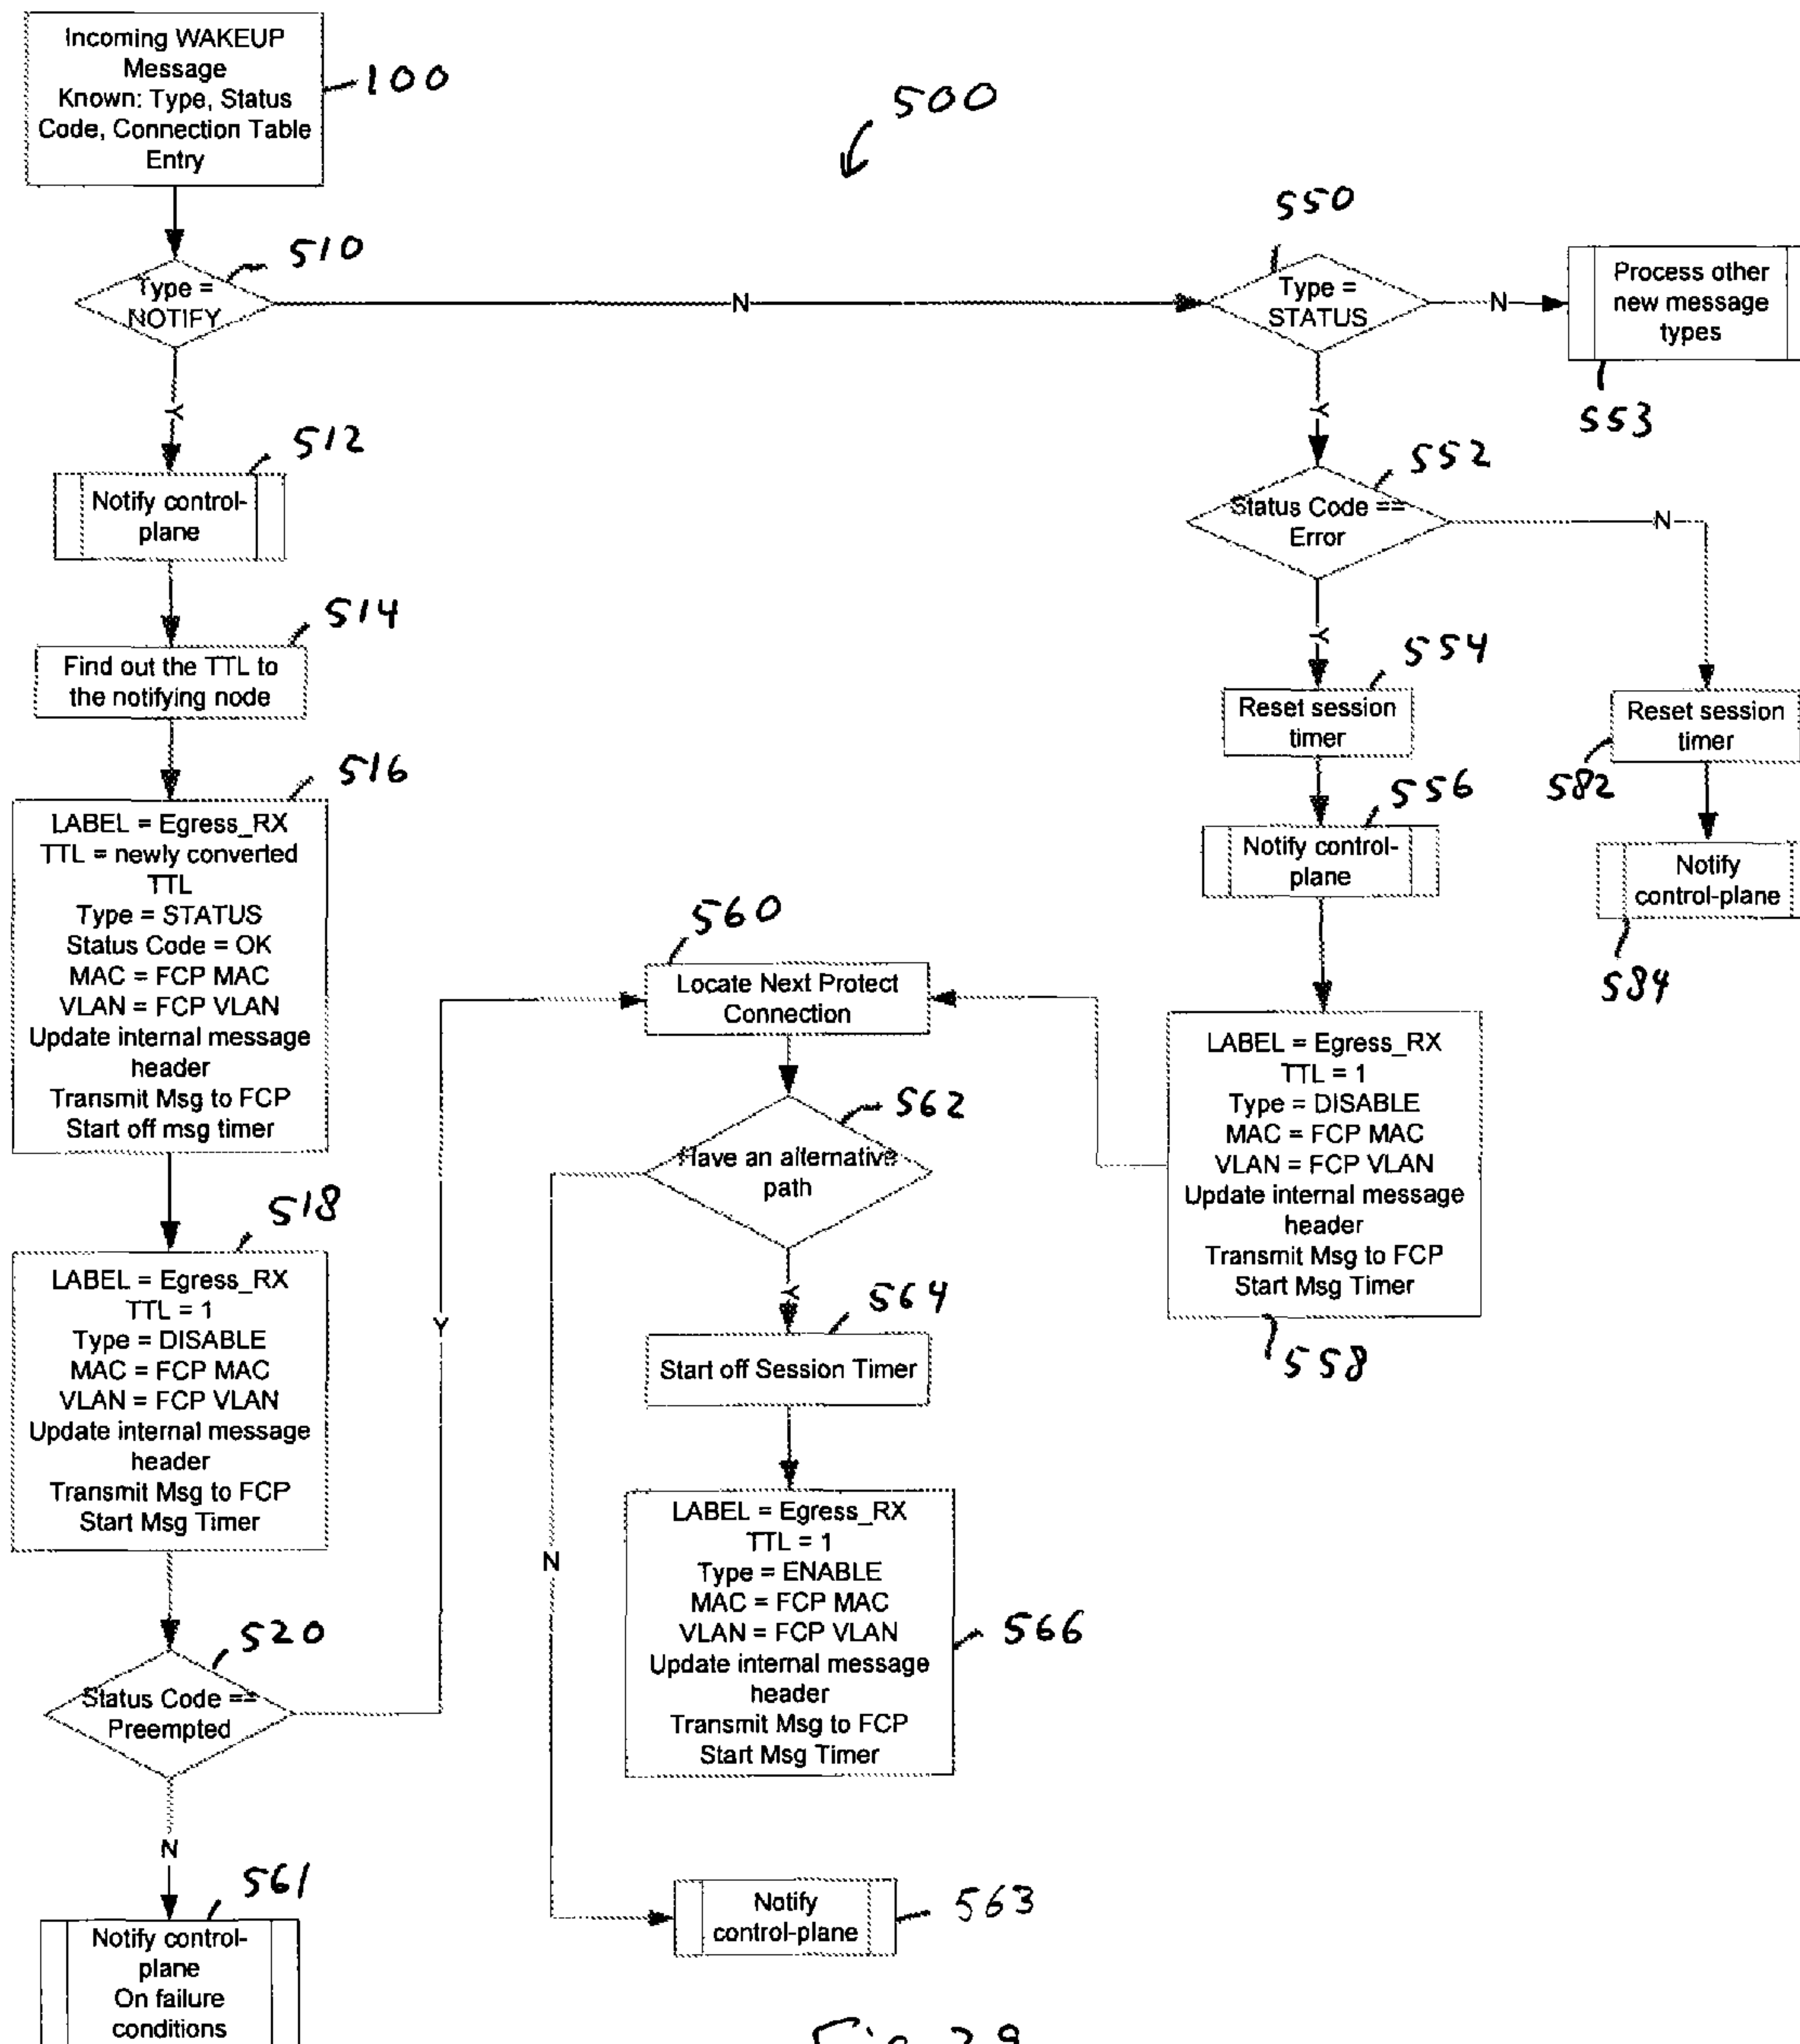 Incoming WAKEUP
Message
Known: Type, Status
Code, Connection Table
Entry
100
500
Type =
NOTIFY
510
N
Type =
STATUS
550
N
Process other
new message
types
553
Y
Notify control-
plane
512
Y
Status Code ==
Error
552
N
Find out the TTL to
the notifying node
514
Y
Reset session
timer
554
Reset session
timer
582
LABEL = Egress_RX
TTL = newly converted
TTL
Type = STATUS
Status Code = OK
MAC = FCP MAC
VLAN = FCP VLAN
Update internal message
header
Transmit Msg to FCP
Start off msg timer
516
Notify control-
plane
556
Notify
control-plane
584
Locate Next Protect
Connection
560
LABEL = Egress_RX
TTL = 1
Type = DISABLE
MAC = FCP MAC
VLAN = FCP VLAN
Update internal message
header
Transmit Msg to FCP
Start Msg Timer
558
Have an alternative
path
562
LABEL = Egress_RX
TTL = 1
Type = DISABLE
MAC = FCP MAC
VLAN = FCP VLAN
Update internal message
header
Transmit Msg to FCP
Start Msg Timer
518
Y
Y
Start off Session Timer
564
N
LABEL = Egress_RX
TTL = 1
Type = ENABLE
MAC = FCP MAC
VLAN = FCP VLAN
Update internal message
header
Transmit Msg to FCP
Start Msg Timer
566
Status Code ==
Preempted
520
N
Notify control-
plane
On failure
conditions
561
Notify
control-plane
563